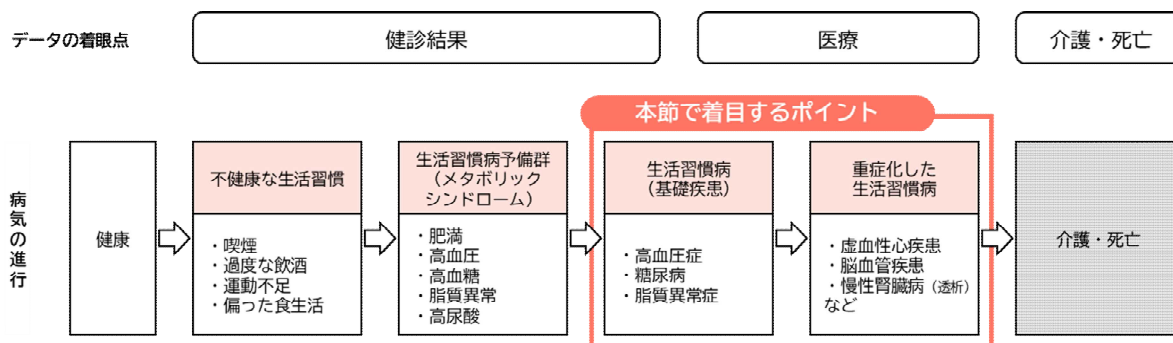 データの着眼点
健診結果
医療
介護・死亡
本節で着目するポイント
病気の進行
健康
不健康な生活習慣
・喫煙
・過度な飲酒
・運動不足
・偏った食生活
生活習慣病予備群
（メタボリック
シンドローム）
・肥満
・高血圧
・高血糖
・脂質異常
・高尿酸
生活習慣病
（基礎疾患）
・高血圧症
・糖尿病
・脂質異常症
重症化した
生活習慣病
・虚血性心疾患
・脳血管疾患
・慢性腎臓病（透析）
など
介護・死亡